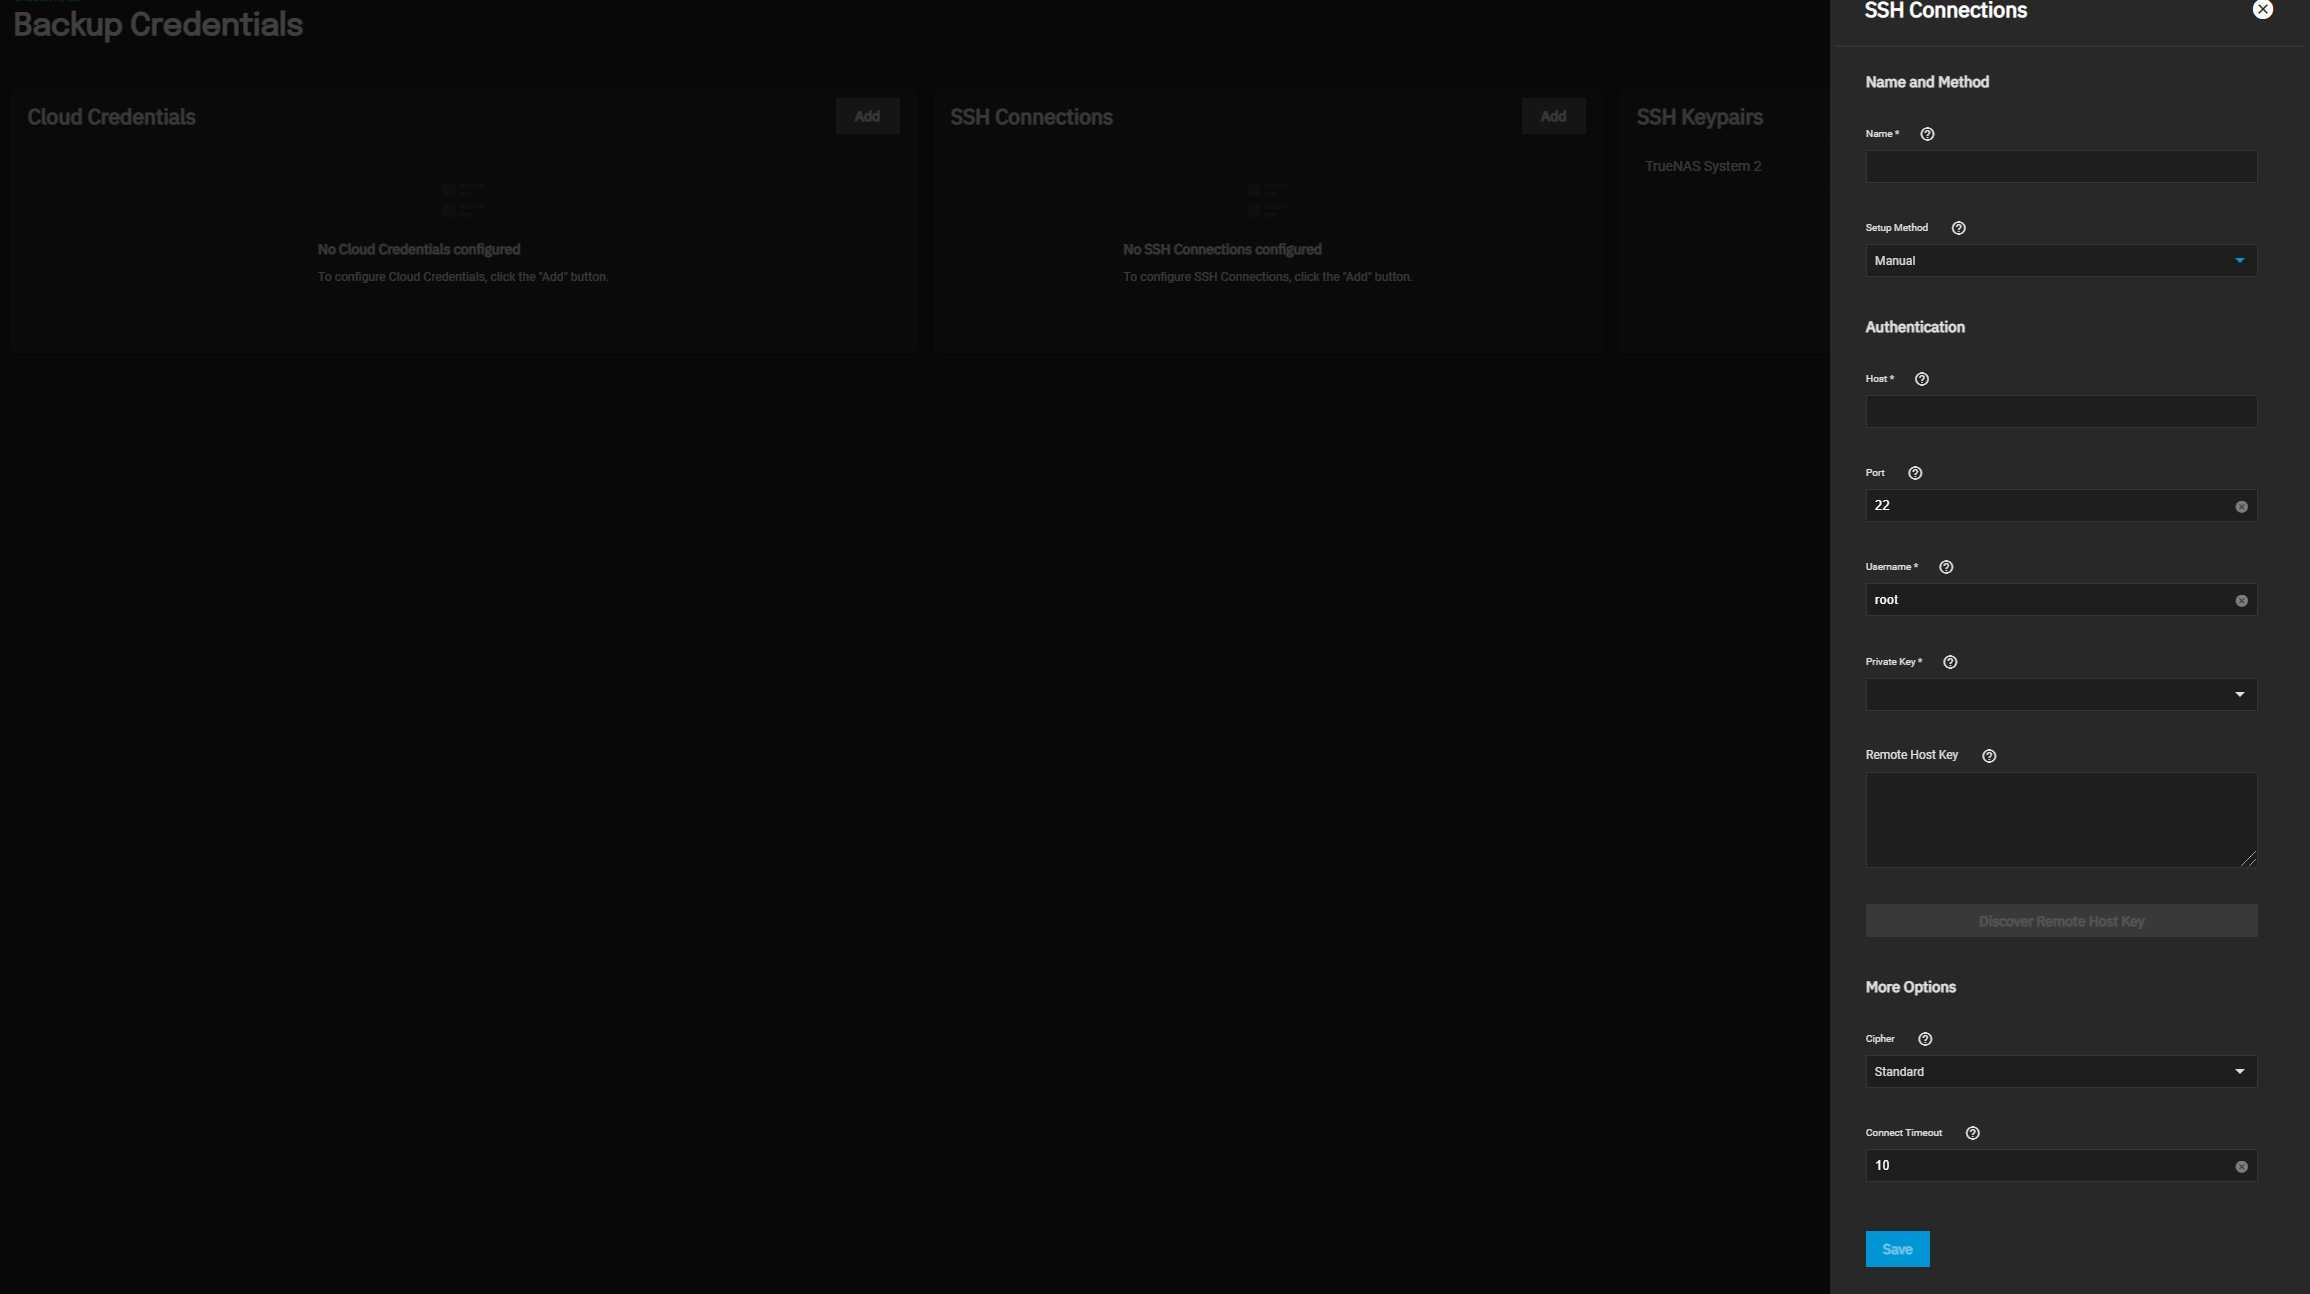 Backup Credentials
Cloud Credentials
Add
No Cloud Credentials configured
To configure Cloud Credentials, click the "Add" button.
SSH Connections
Add
No SSH Connections configured
To configure SSH Connections, click the "Add" button.
SSH Keypairs
TrueNAS System 2
SSH Connections
Name and Method
Name *
Setup Method
Manual
Authentication
Host *
Port
22
Username *
root
Private Key *
Remote Host Key
Discover Remote Host Key
More Options
Cipher
Standard
Connect Timeout
10
Save